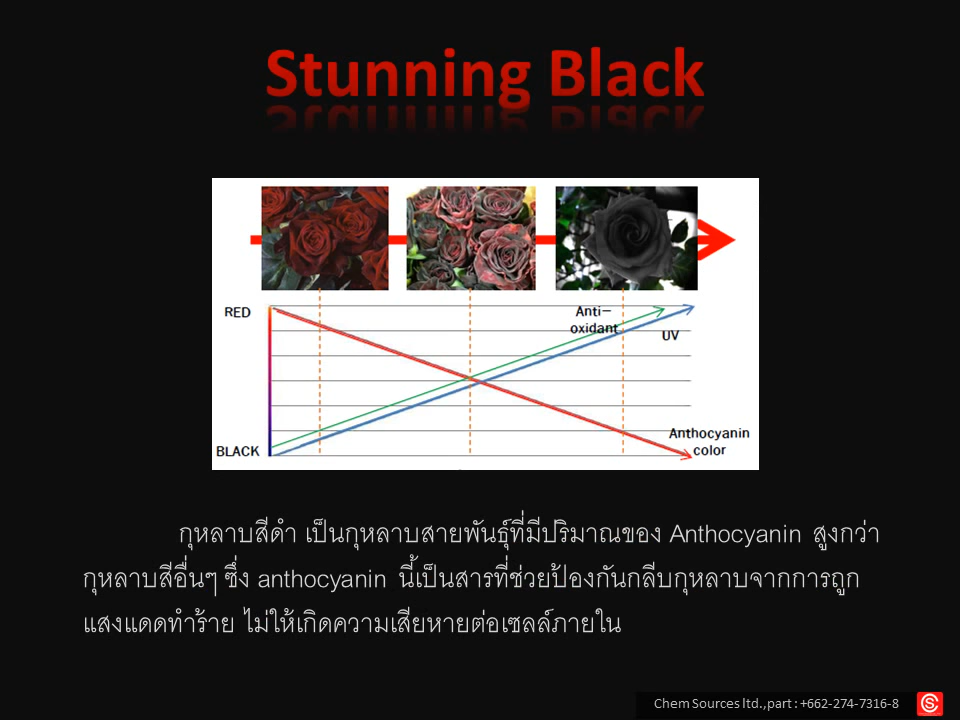 Stunning Black
RED
Anti-
oxidant
UV
BLACK
Anthocyanin
color
กุหลาบสีดำ เป็นกุหลาบสายพันธุ์ที่มีปริมาณของ Anthocyanin สูงกว่า
กุหลาบสีอื่นๆ ซึ่ง anthocyanin นี้เป็นสารที่ช่วยป้องกันกลีบกุหลาบจากการถูก
แสงแดดทำร้าย ไม่ให้เกิดความเสียหายต่อเซลล์ภายใน
Chem Sources ltd.,part : +662-274-7316-8